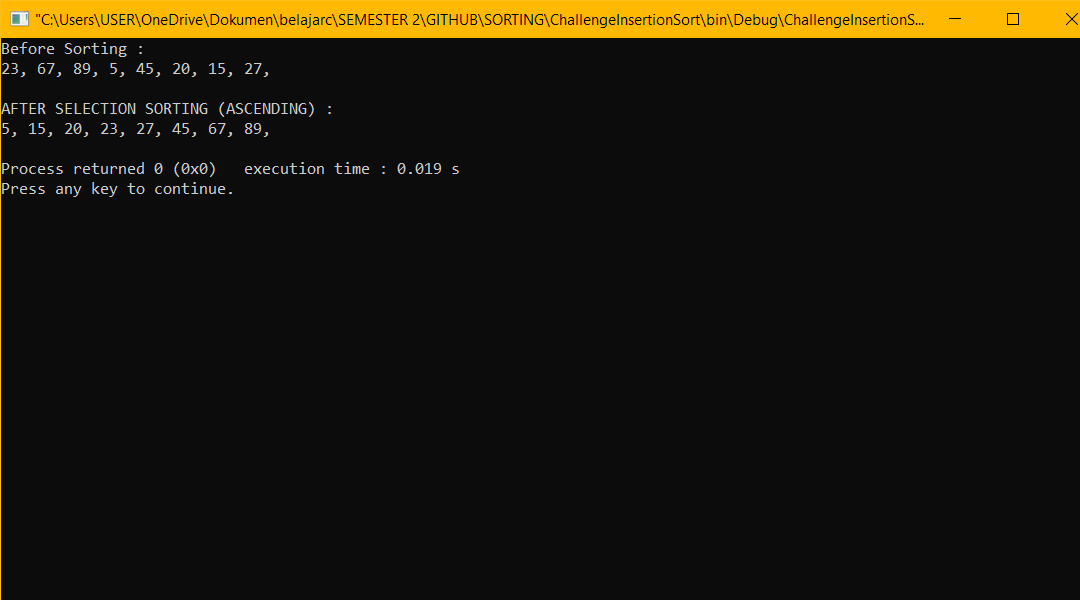 "C:\Users\USER\OneDrive\Dokumen\belajarc\SEMESTER 2\GITHUB\SORTING\ChallengeInsertionSort\bin\Debug\ChallengeInsertionS...
Before Sorting :
23, 67, 89, 5, 45, 20, 15, 27,
AFTER SELECTION SORTING (ASCENDING) :
5, 15, 20, 23, 27, 45, 67, 89,
Process returned 0 (0x0)   execution time : 0.019 s
Press any key to continue.